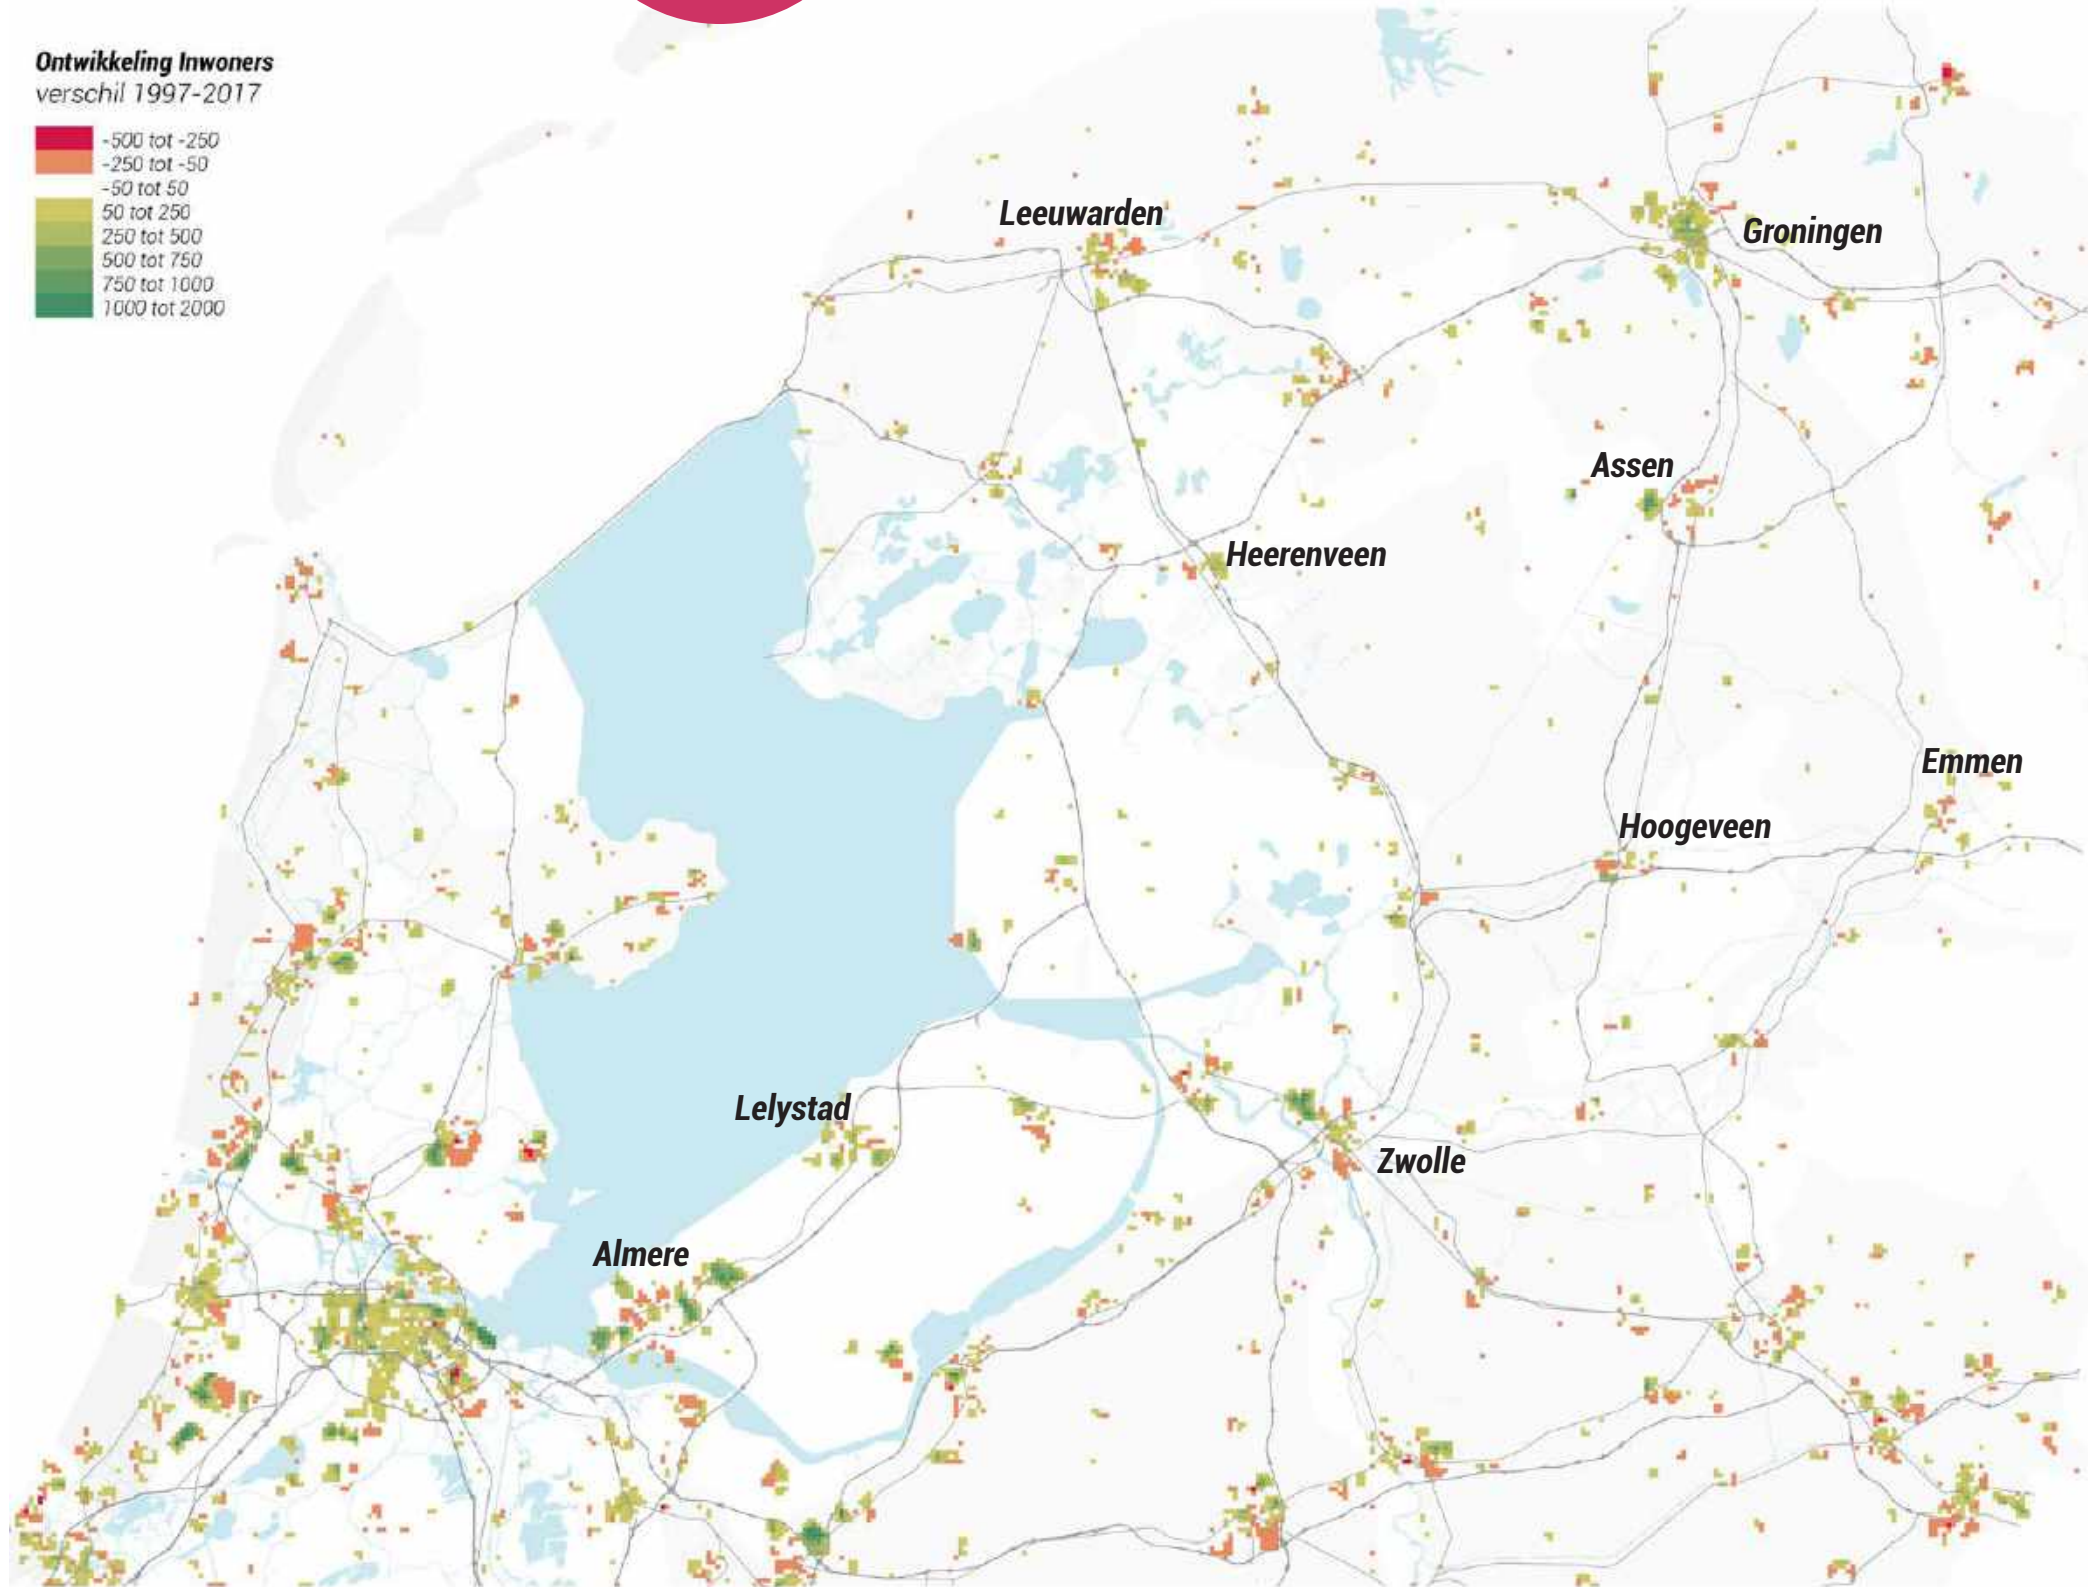 Ontwikkeling Inwoners
verschil 1997-2017
-500 tot -250
-250 tot -50
-50 tot 50
50 tot 250
250 tot 500
500 tot 750
750 tot 1000
1000 tot 2000
Leeuwarden
Groningen
Assen
Heerenveen
Emmen
Hoogeveen
Lelystad
Zwolle
Almere